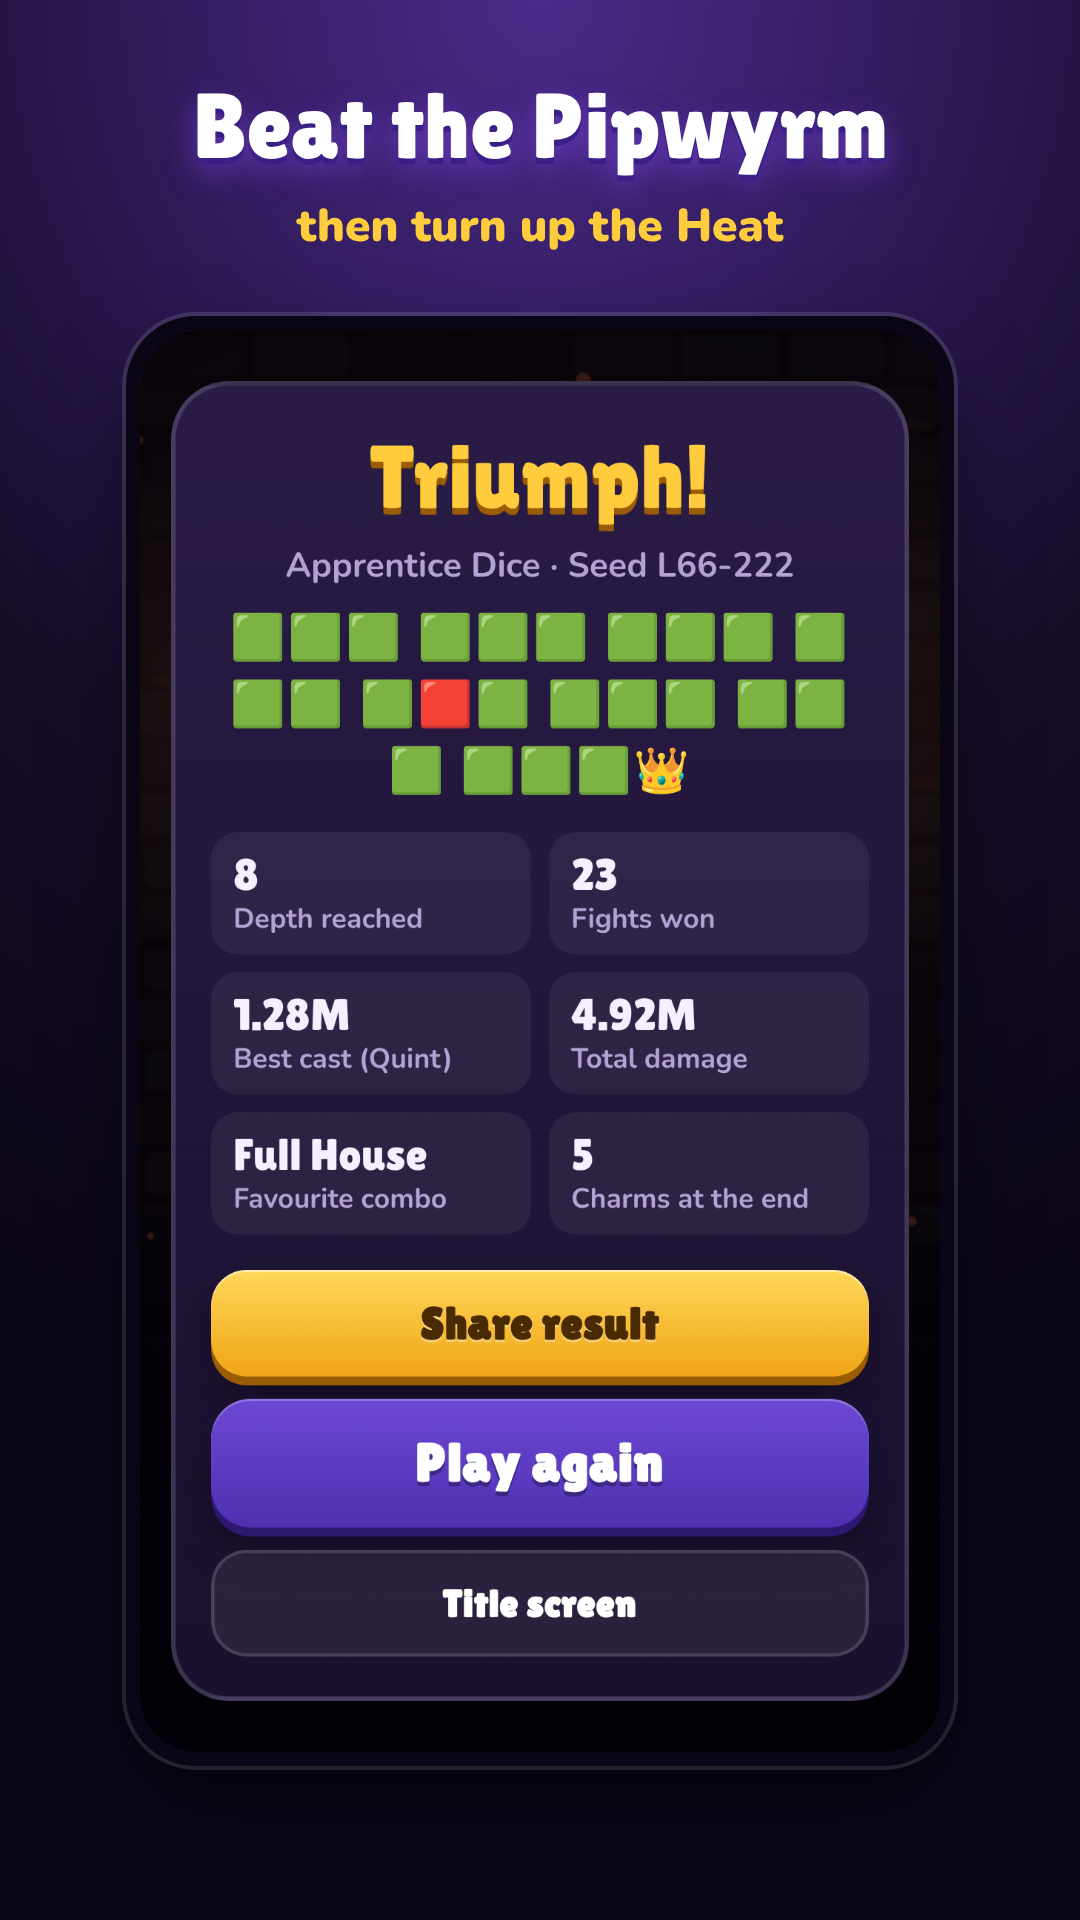 Beat the Pipwyrm
then turn up the Heat
Triumph!
Apprentice Dice · Seed L66-222
8
Depth reached
23
Fights won
1.28M
Best cast (Quint)
4.92M
Total damage
Full House
Favourite combo
5
Charms at the end
Share result
Play again
Title screen